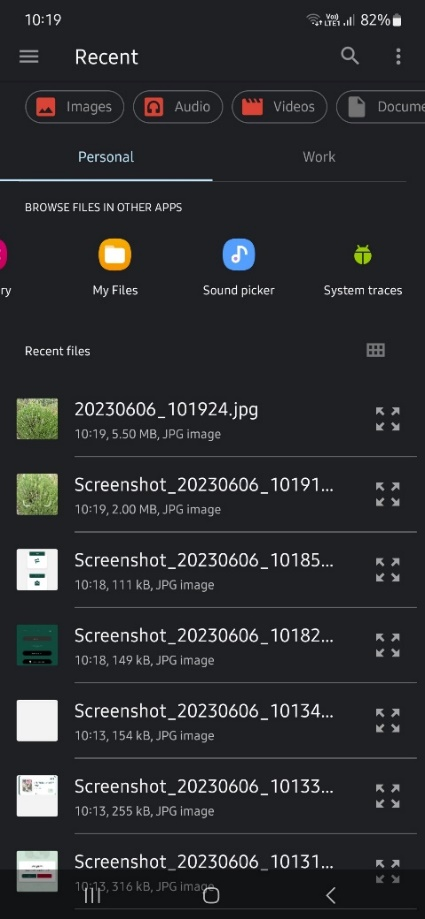 10:19
Vo))
LTE1
82%
Recent
Images
Audio
Videos
Docume
Personal
Work
BROWSE FILES IN OTHER APPS
ry
My Files
Sound picker
System traces
Recent files
20230606_101924.jpg
10:19, 5.50 MB, JPG image
Screenshot_20230606_10191...
10:19, 2.00 MB, JPG image
Screenshot_20230606_10185...
10:18, 111 kB, JPG image
Screenshot_20230606_10182...
10:18, 149 kB, JPG image
Screenshot_20230606_10134...
10:13, 154 kB, JPG image
Screenshot_20230606_10133...
10:13, 255 kB, JPG image
Screenshot_20230606_10131...
10:13, 316 kB, JPG image